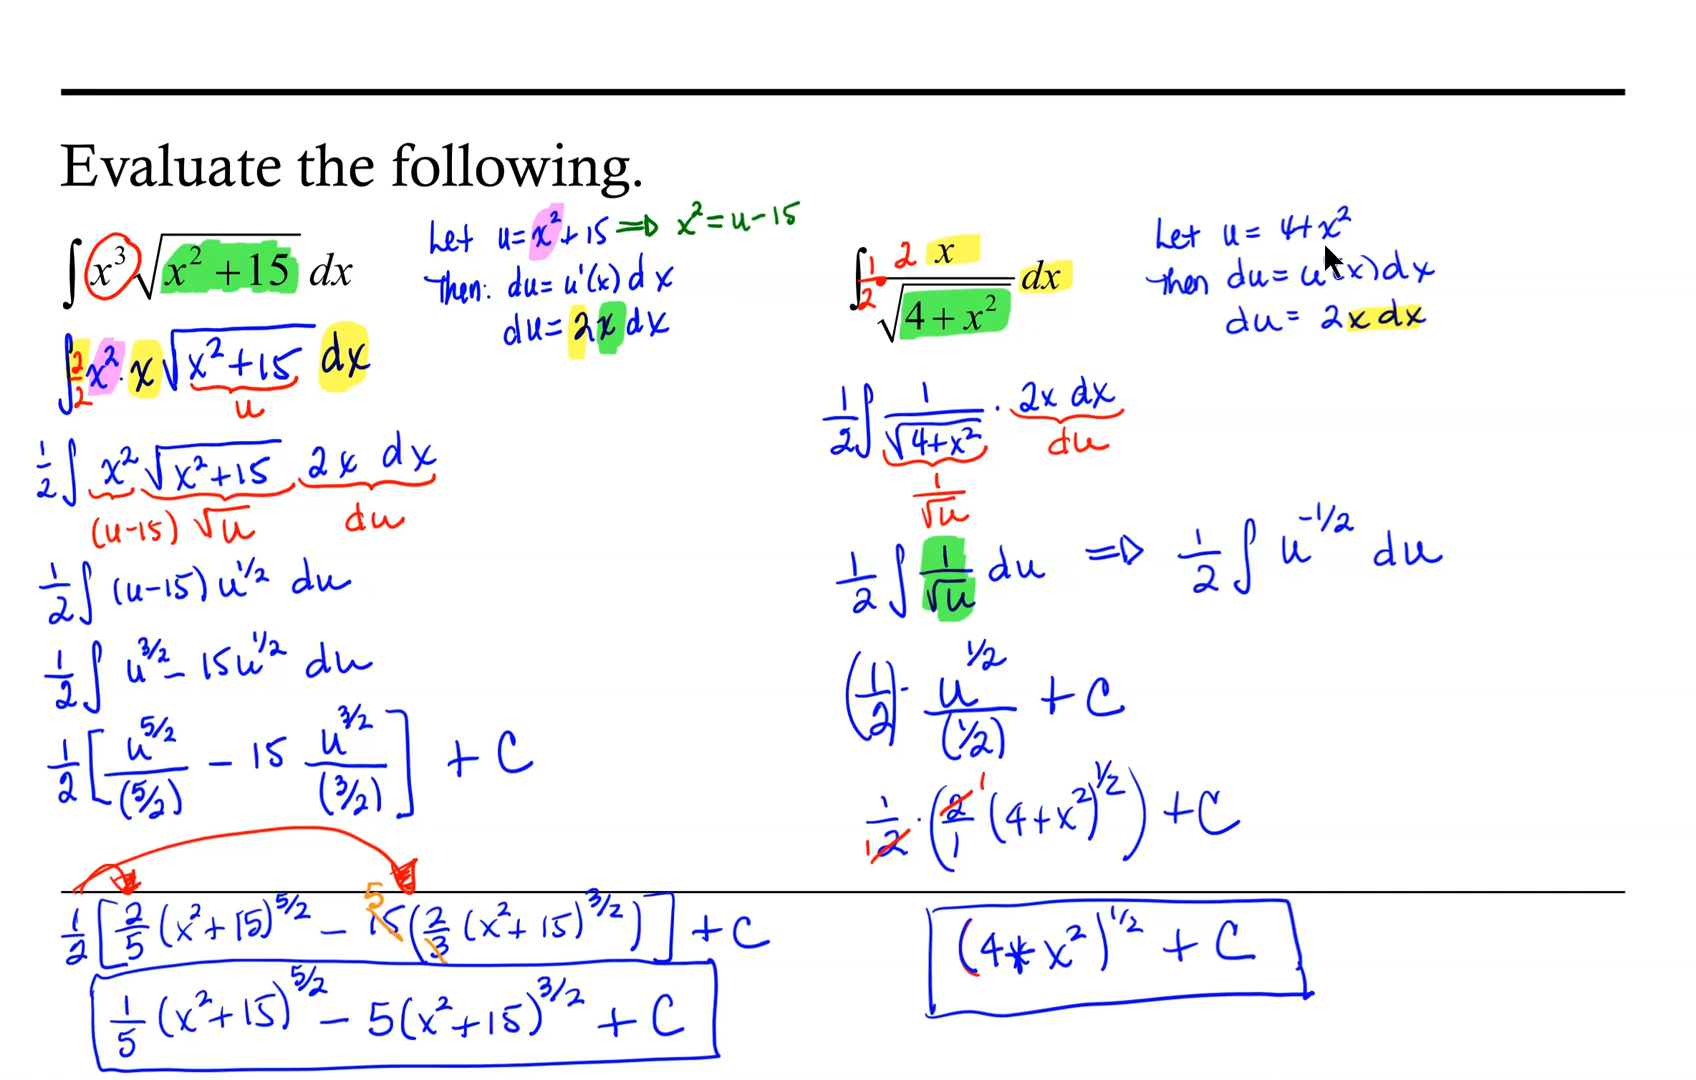 Evaluate the following.
∫ x³ √(x² + 15) dx
Let u = x² + 15 ⇒ x² = u - 15
Then: du = u'(x) dx
du = 2x dx
∫ 2/2 x² · x √(x² + 15) dx
u
1/2 ∫ x² √(x² + 15) 2x dx
(u-15) √u du
1/2 ∫ (u-15) u^(1/2) du
1/2 ∫ u^(3/2) - 15u^(1/2) du
1/2 [ u^(5/2)/(5/2) - 15 u^(3/2)/(3/2) ] + C
1/2 [ 2/5 (x² + 15)^(5/2) - 15 5 ( 2/3 (x² + 15)^(3/2) ) ] + C
1/5 (x² + 15)^(5/2) - 5 (x² + 15)^(3/2) + C
∫ 1/2 · 2 x / √(4 + x²) dx
Let u = 4 + x²
then du = u'(x) dx
du = 2x dx
1/2 ∫ 1/√(4 + x²) · 2x dx
du
1/√u
1/2 ∫ 1/√u du ⇒ 1/2 ∫ u^(-1/2) du
(1/2) · u^(1/2)/(1/2) + C
1/2 · ( 2/1 (4 + x²)^(1/2) ) + C
1 1
(4 + x²)^(1/2) + C